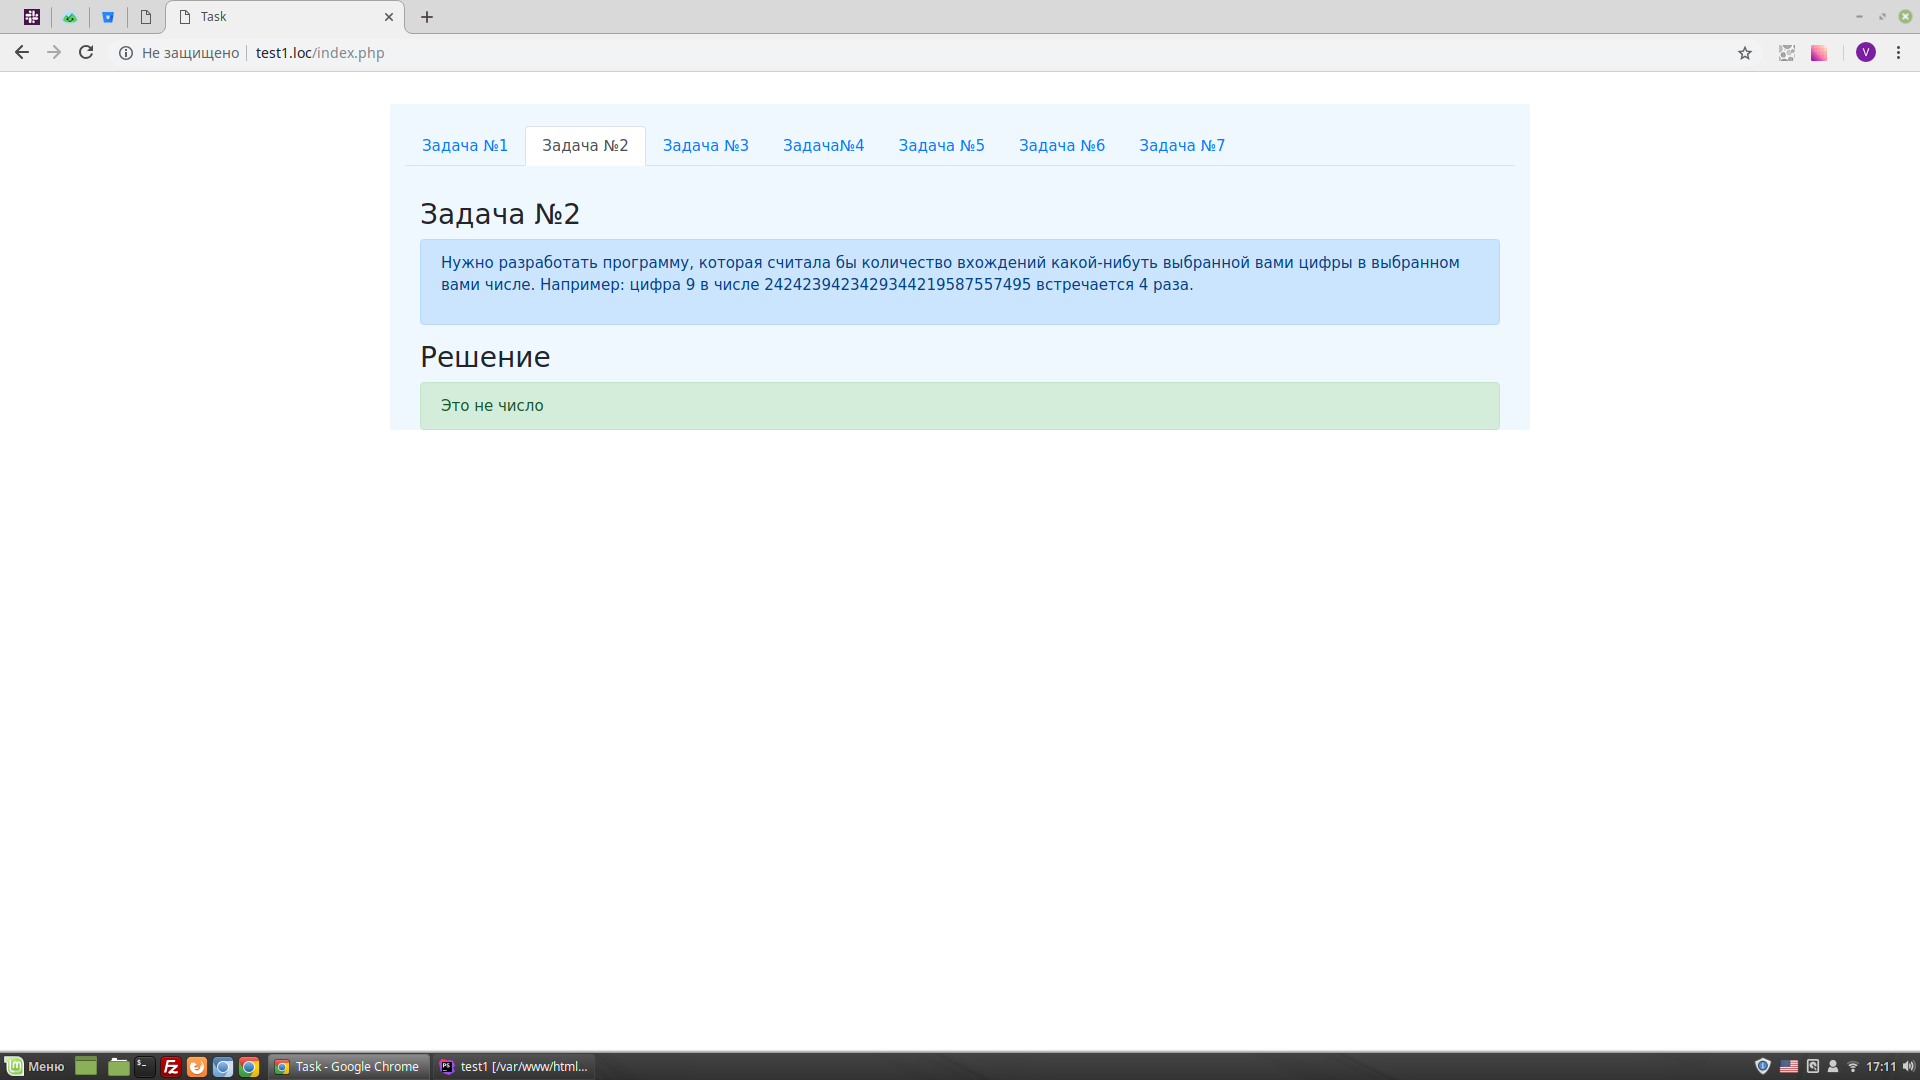 Task
Не защищено
test1.loc/index.php
V
Задача №1 Задача №2 Задача №3 Задача№4 Задача №5 Задача №6 Задача №7
Задача №2
Нужно разработать программу, которая считала бы количество вхождений какой-нибуть выбранной вами цифры в выбранном
вами числе. Например: цифра 9 в числе 2424239423429344219587557495 встречается 4 раза.
Решение
Это не число
Меню
Task - Google Chrome
test1 [/var/www/html...
17:11